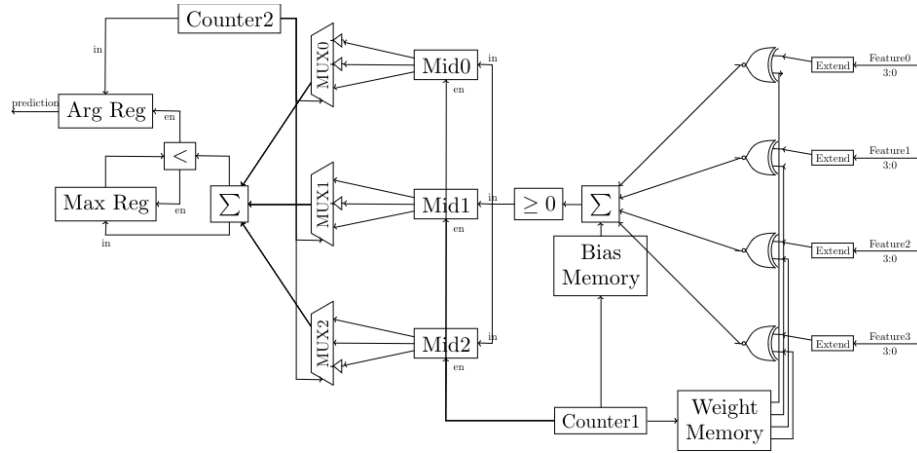 Counter2
in
prediction
Arg Reg
en
<
Max Reg
en
in
∑
MUX0
MUX1
MUX2
Mid0
in
en
Mid1
in
en
Mid2
in
en
≥ 0
∑
Bias
Memory
Counter1
Weight
Memory
Extend
Feature0
3:0
Extend
Feature1
3:0
Extend
Feature2
3:0
Extend
Feature3
3:0